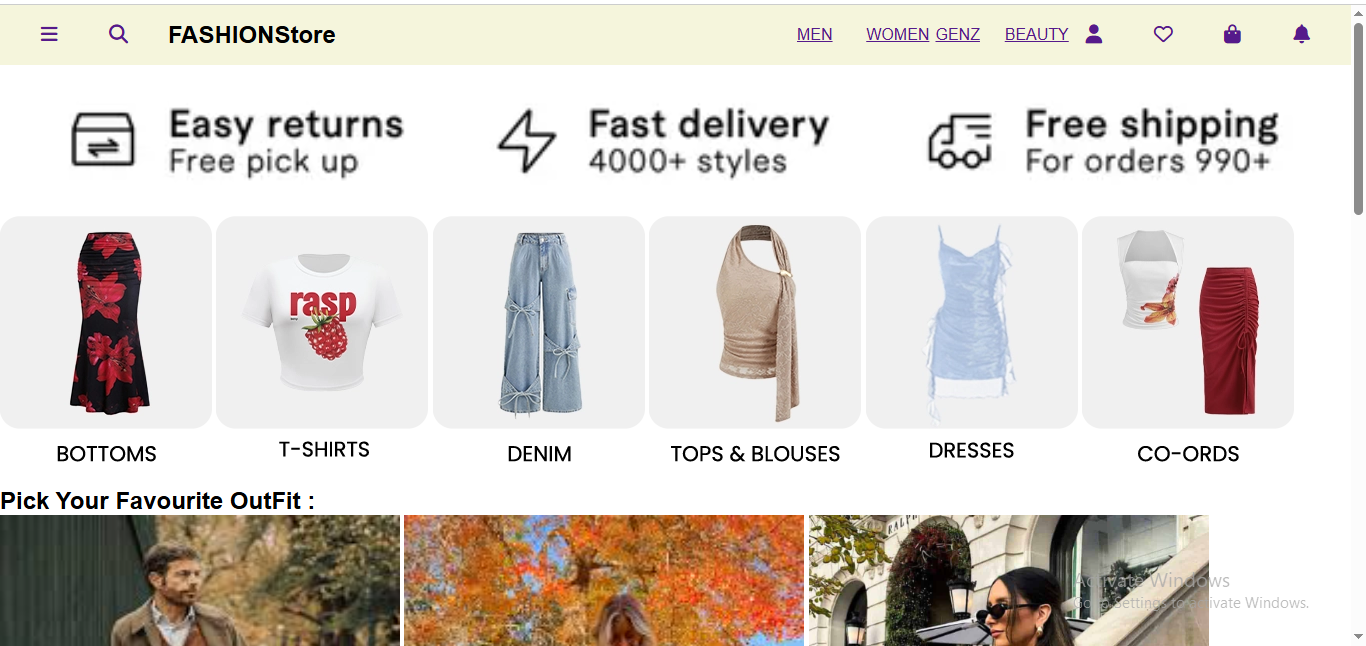 FASHIONStore MEN WOMEN GENZ BEAUTY
Easy returns Fast delivery Free shipping
Free pick up 4000+ styles For orders 990+
rasp
BOTTOMS T-SHIRTS DENIM TOPS & BLOUSES DRESSES CO-ORDS
Pick Your Favourite OutFit :
RALPH
Activate Windows
Go to Settings to activate Windows.